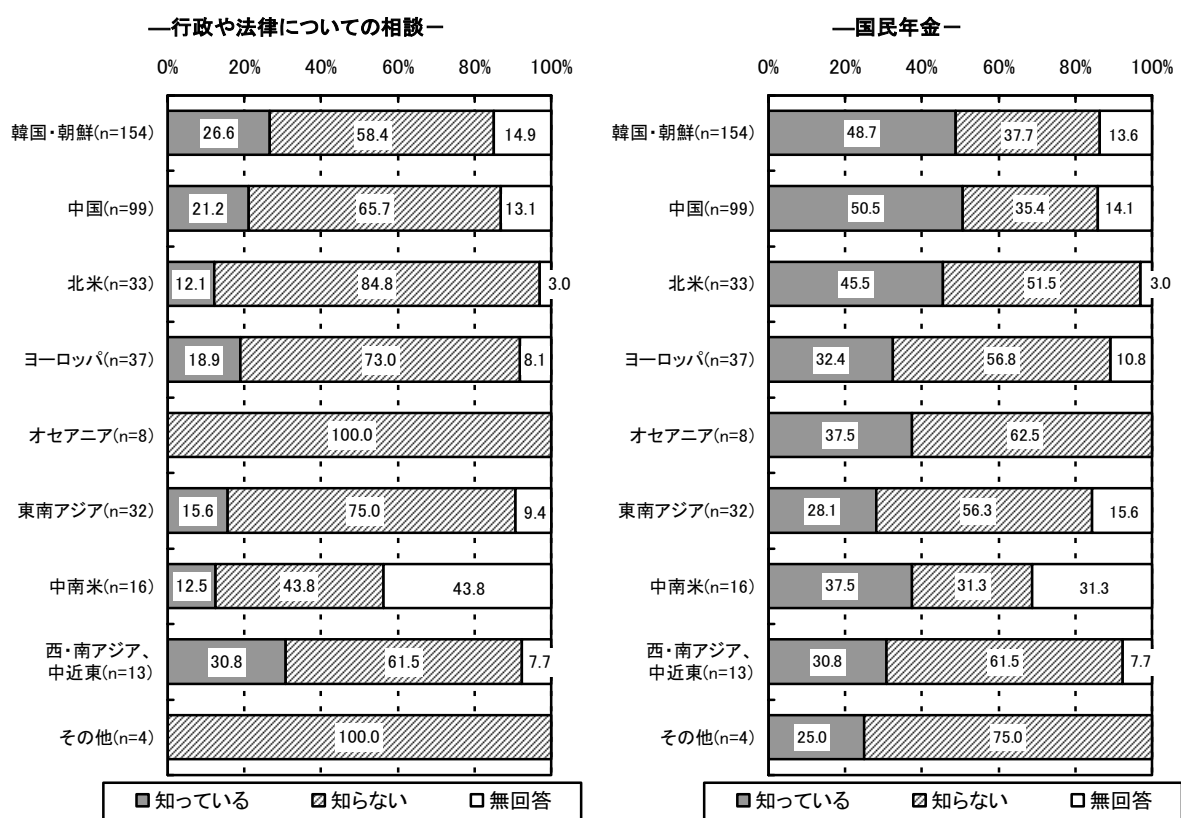 ―行政や法律についての相談－
0% 20% 40% 60% 80% 100%
韓国・朝鮮(n=154) 26.6 58.4 14.9
中国(n=99) 21.2 65.7 13.1
北米(n=33) 12.1 84.8 3.0
ヨーロッパ(n=37) 18.9 73.0 8.1
オセアニア(n=8) 100.0
東南アジア(n=32) 15.6 75.0 9.4
中南米(n=16) 12.5 43.8 43.8
西・南アジア、
中近東(n=13) 30.8 61.5 7.7
その他(n=4) 100.0
知っている 知らない 無回答
―国民年金－
0% 20% 40% 60% 80% 100%
韓国・朝鮮(n=154) 48.7 37.7 13.6
中国(n=99) 50.5 35.4 14.1
北米(n=33) 45.5 51.5 3.0
ヨーロッパ(n=37) 32.4 56.8 10.8
オセアニア(n=8) 37.5 62.5
東南アジア(n=32) 28.1 56.3 15.6
中南米(n=16) 37.5 31.3 31.3
西・南アジア、
中近東(n=13) 30.8 61.5 7.7
その他(n=4) 25.0 75.0
知っている 知らない 無回答